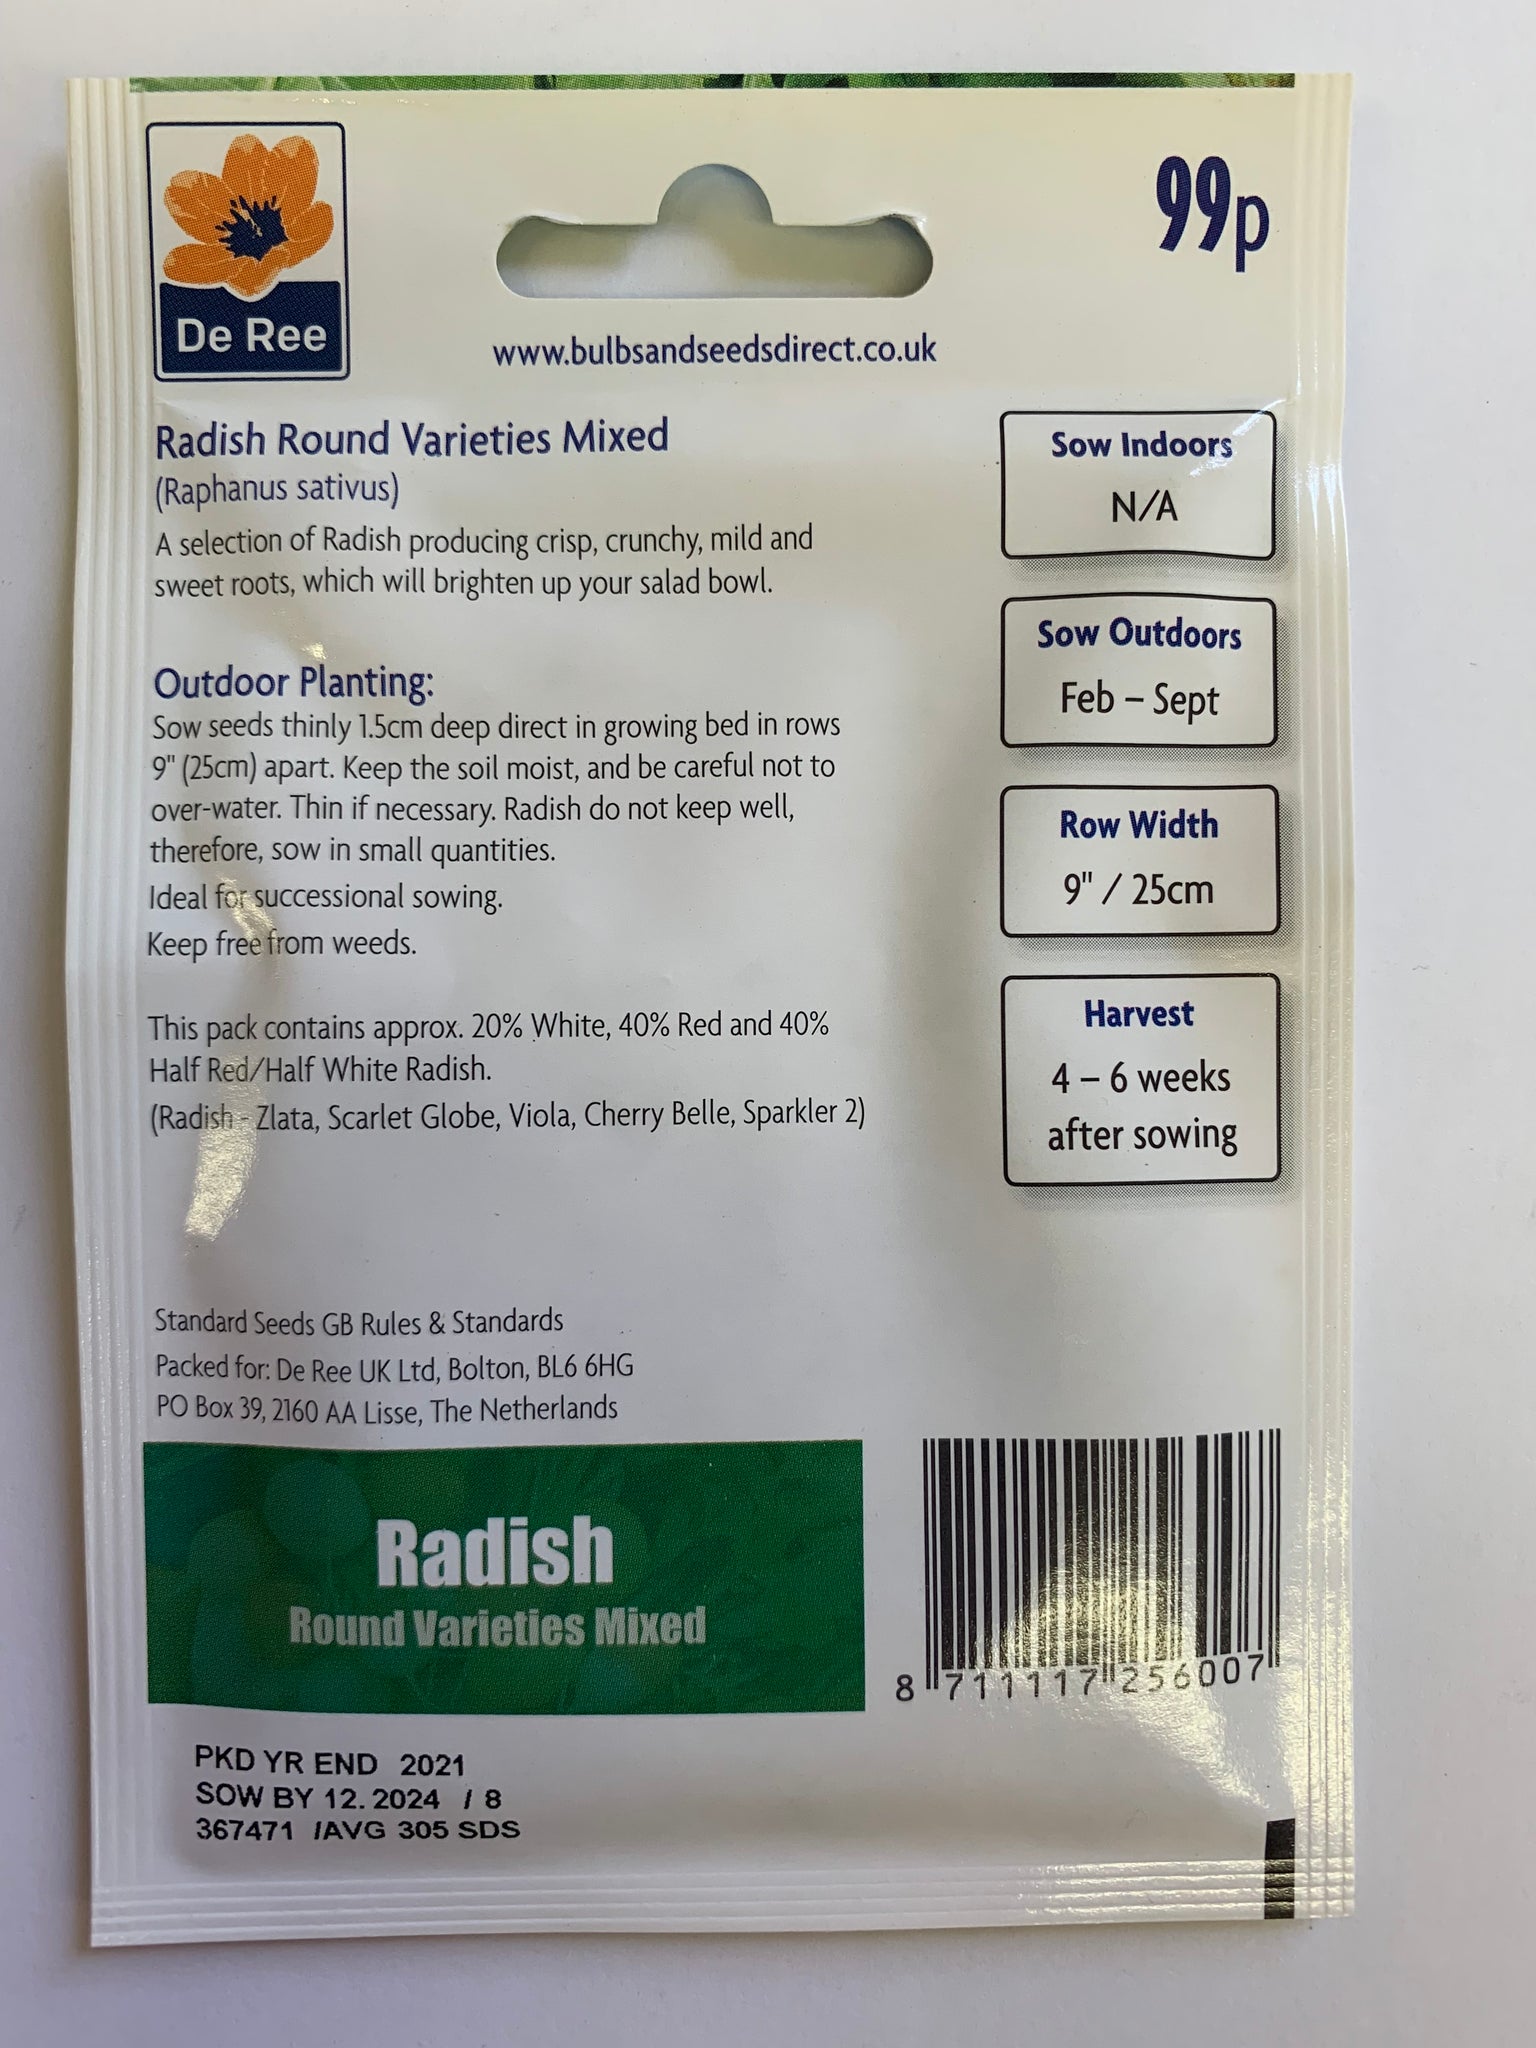 De Ree
99p
www.bulbsandseedsdirect.co.uk
Radish Round Varieties Mixed
(Raphanus sativus)
A selection of Radish producing crisp, crunchy, mild and
sweet roots, which will brighten up your salad bowl.
Outdoor Planting:
Sow seeds thinly 1.5cm deep direct in growing bed in rows
9" (25cm) apart. Keep the soil moist, and be careful not to
over-water. Thin if necessary. Radish do not keep well,
therefore, sow in small quantities.
Ideal for successional sowing.
Keep free from weeds.
This pack contains approx. 20% White, 40% Red and 40%
Half Red/Half White Radish.
(Radish - Zlata, Scarlet Globe, Viola, Cherry Belle, Sparkler 2)
Sow Indoors
N/A
Sow Outdoors
Feb – Sept
Row Width
9" / 25cm
Harvest
4 – 6 weeks
after sowing
Standard Seeds GB Rules & Standards
Packed for: De Ree UK Ltd, Bolton, BL6 6HG
PO Box 39, 2160 AA Lisse, The Netherlands
Radish
Round Varieties Mixed
8 711117 256007
PKD YR END 2021
SOW BY 12. 2024 / 8
367471 /AVG 305 SDS